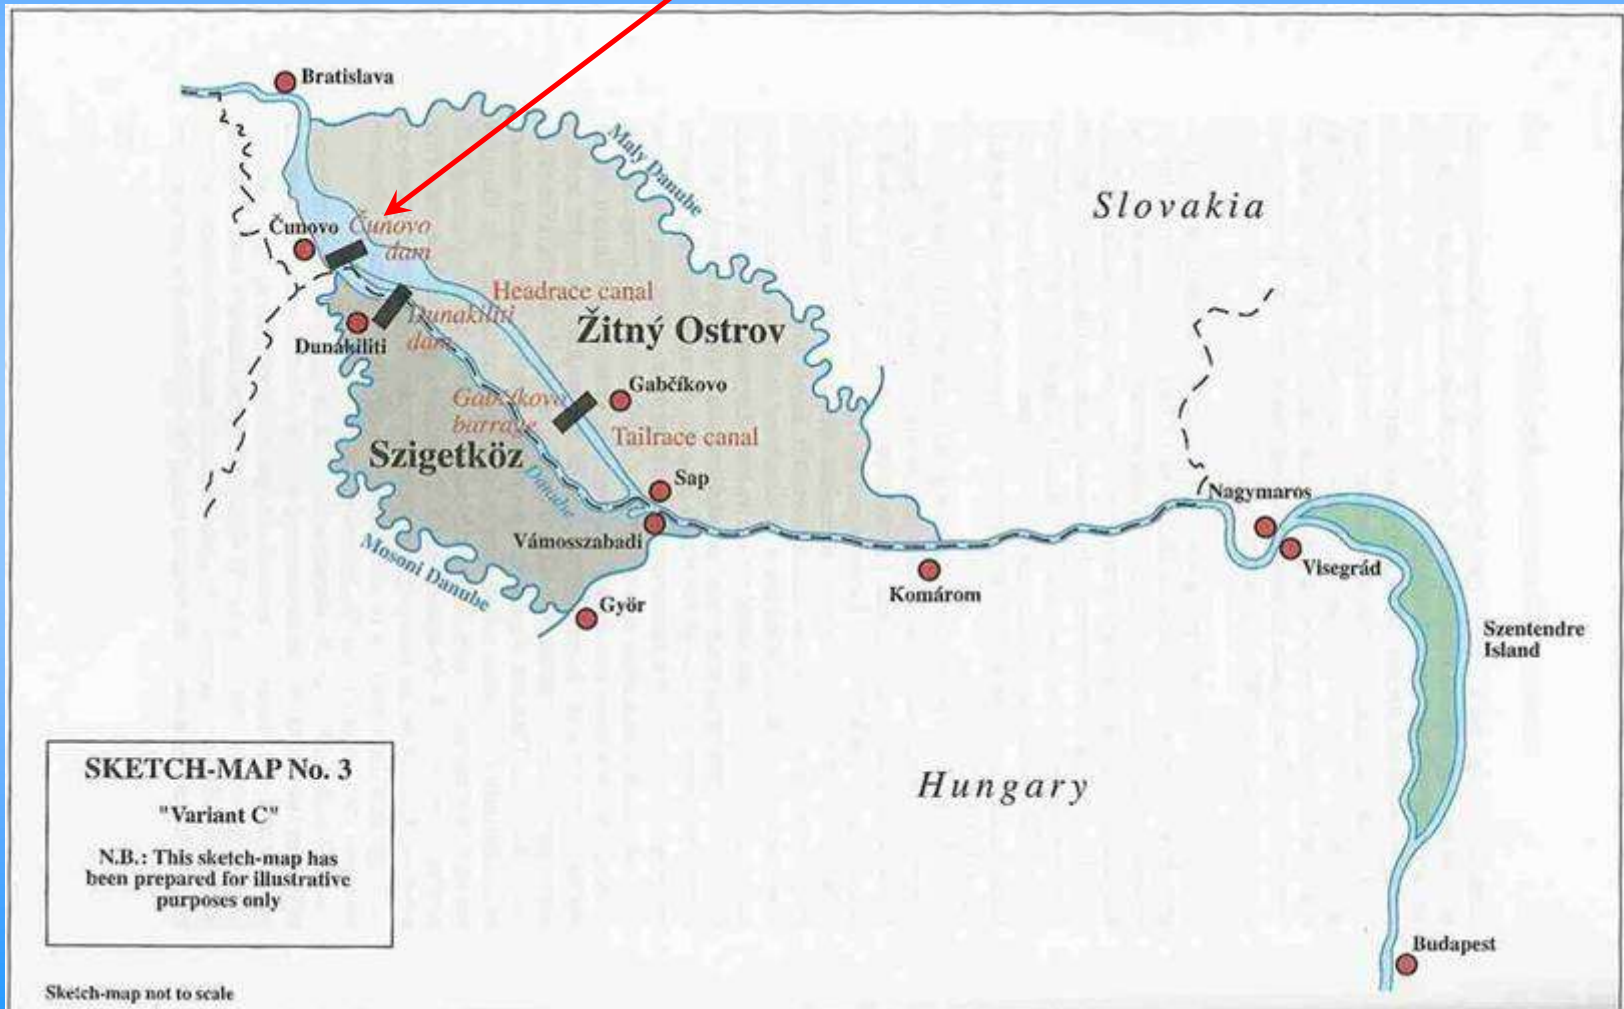 Bratislava
Maly Danube
Slovakia
Čunovo
Čunovo
dam
Headrace canal
Dunakiliti
dam
Žitný Ostrov
Dunakiliti
Gabčíkovo
Gabčíkovo
barrage
Tailrace canal
Szigetköz
Sap
Danube
Nagymaros
Vámosszabadi
Mosoni Danube
Visegrád
Komárom
Györ
Szentendre
Island
Hungary
SKETCH-MAP No. 3
"Variant C"
N.B.: This sketch-map has
been prepared for illustrative
purposes only
Budapest
Sketch-map not to scale